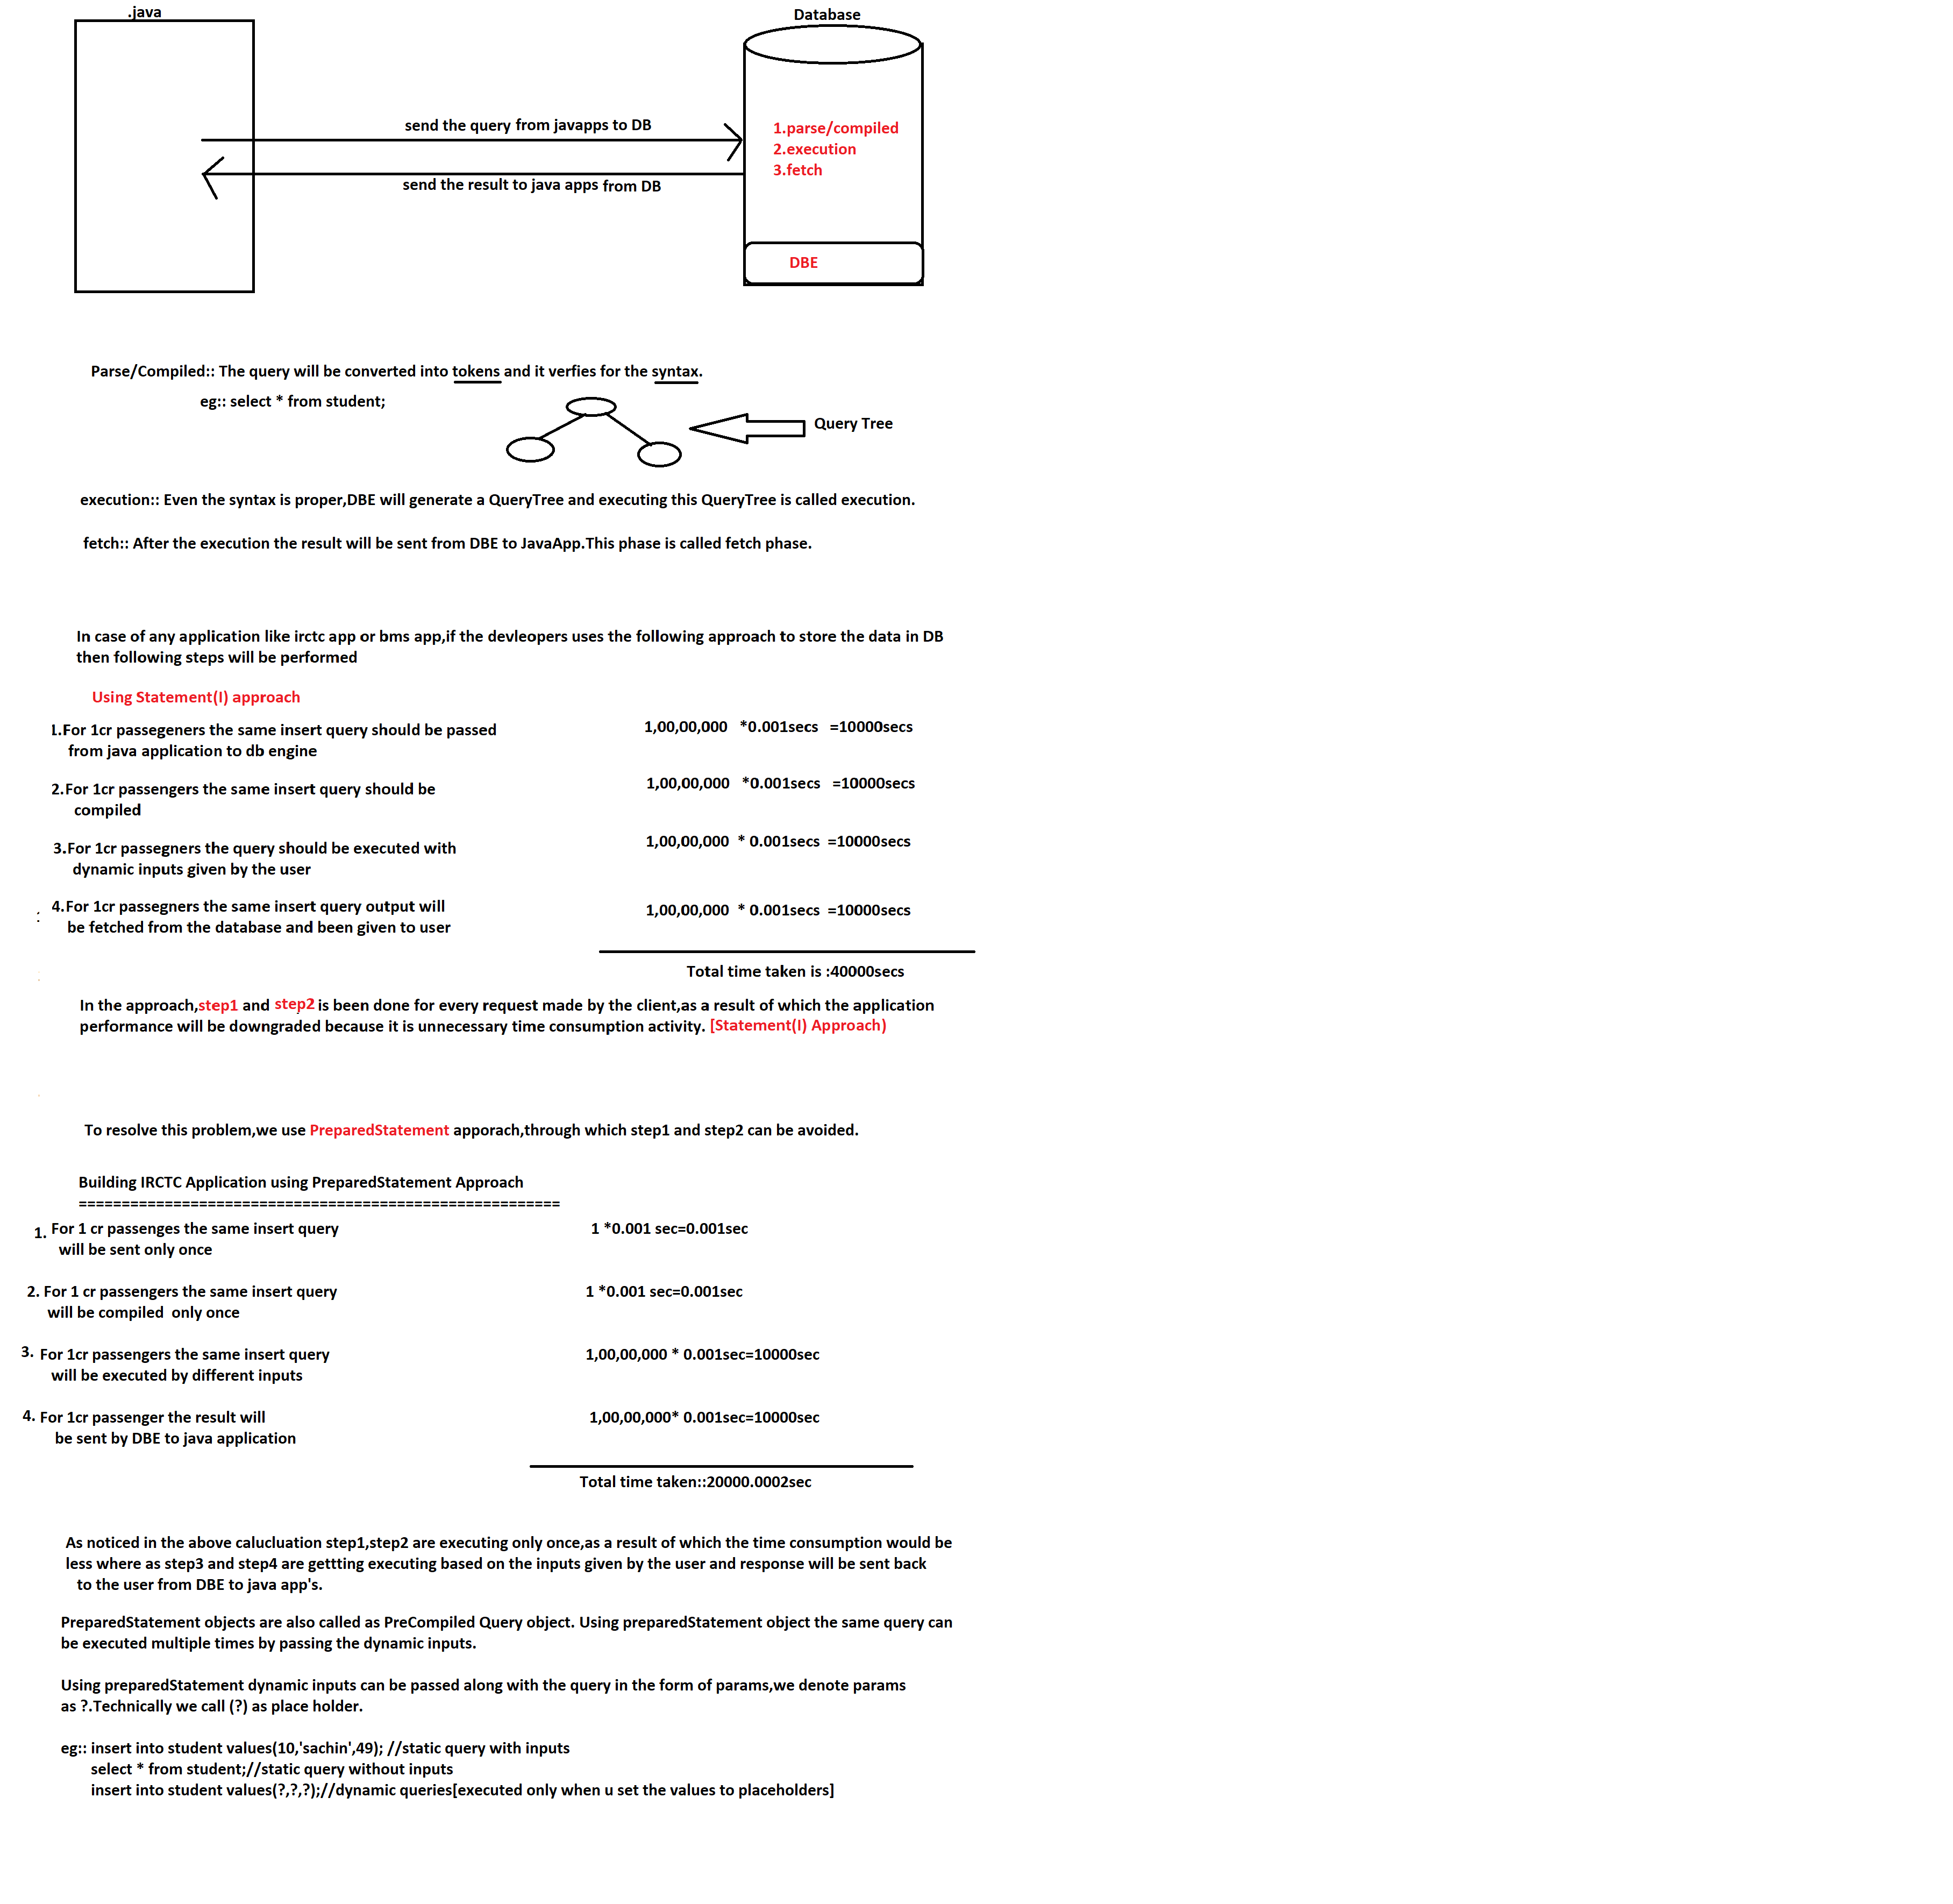 .java
Database
send the query from javapps to DB
1.parse/compiled
2.execution
3.fetch
send the result to java apps from DB
DBE
Parse/Compiled:: The query will be converted into tokens and it verfies for the syntax.
eg:: select * from student;
Query Tree
execution:: Even the syntax is proper,DBE will generate a QueryTree and executing this QueryTree is called execution.
fetch:: After the execution the result will be sent from DBE to JavaApp.This phase is called fetch phase.
In case of any application like irctc app or bms app,if the devleopers uses the following approach to store the data in DB
then following steps will be performed
Using Statement(I) approach
1.For 1cr passegeners the same insert query should be passed
from java application to db engine
1,00,00,000 *0.001secs =10000secs
2.For 1cr passengers the same insert query should be
compiled
1,00,00,000 *0.001secs =10000secs
3.For 1cr passegners the query should be executed with
dynamic inputs given by the user
1,00,00,000 * 0.001secs =10000secs
4.For 1cr passegners the same insert query output will
be fetched from the database and been given to user
1,00,00,000 * 0.001secs =10000secs
Total time taken is :40000secs
In the approach,step1 and step2 is been done for every request made by the client,as a result of which the application
performance will be downgraded because it is unnecessary time consumption activity. [Statement(I) Approach)
To resolve this problem,we use PreparedStatement apporach,through which step1 and step2 can be avoided.
Building IRCTC Application using PreparedStatement Approach
========================================================
1. For 1 cr passenges the same insert query
will be sent only once
1 *0.001 sec=0.001sec
2. For 1 cr passengers the same insert query
will be compiled only once
1 *0.001 sec=0.001sec
3. For 1cr passengers the same insert query
will be executed by different inputs
1,00,00,000 * 0.001sec=10000sec
4. For 1cr passenger the result will
be sent by DBE to java application
1,00,00,000* 0.001sec=10000sec
Total time taken::20000.0002sec
As noticed in the above calucluation step1,step2 are executing only once,as a result of which the time consumption would be
less where as step3 and step4 are gettting executing based on the inputs given by the user and response will be sent back
to the user from DBE to java app's.
PreparedStatement objects are also called as PreCompiled Query object. Using preparedStatement object the same query can
be executed multiple times by passing the dynamic inputs.
Using preparedStatement dynamic inputs can be passed along with the query in the form of params,we denote params
as ?.Technically we call (?) as place holder.
eg:: insert into student values(10,'sachin',49); //static query with inputs
select * from student;//static query without inputs
insert into student values(?,?,?);//dynamic queries[executed only when u set the values to placeholders]